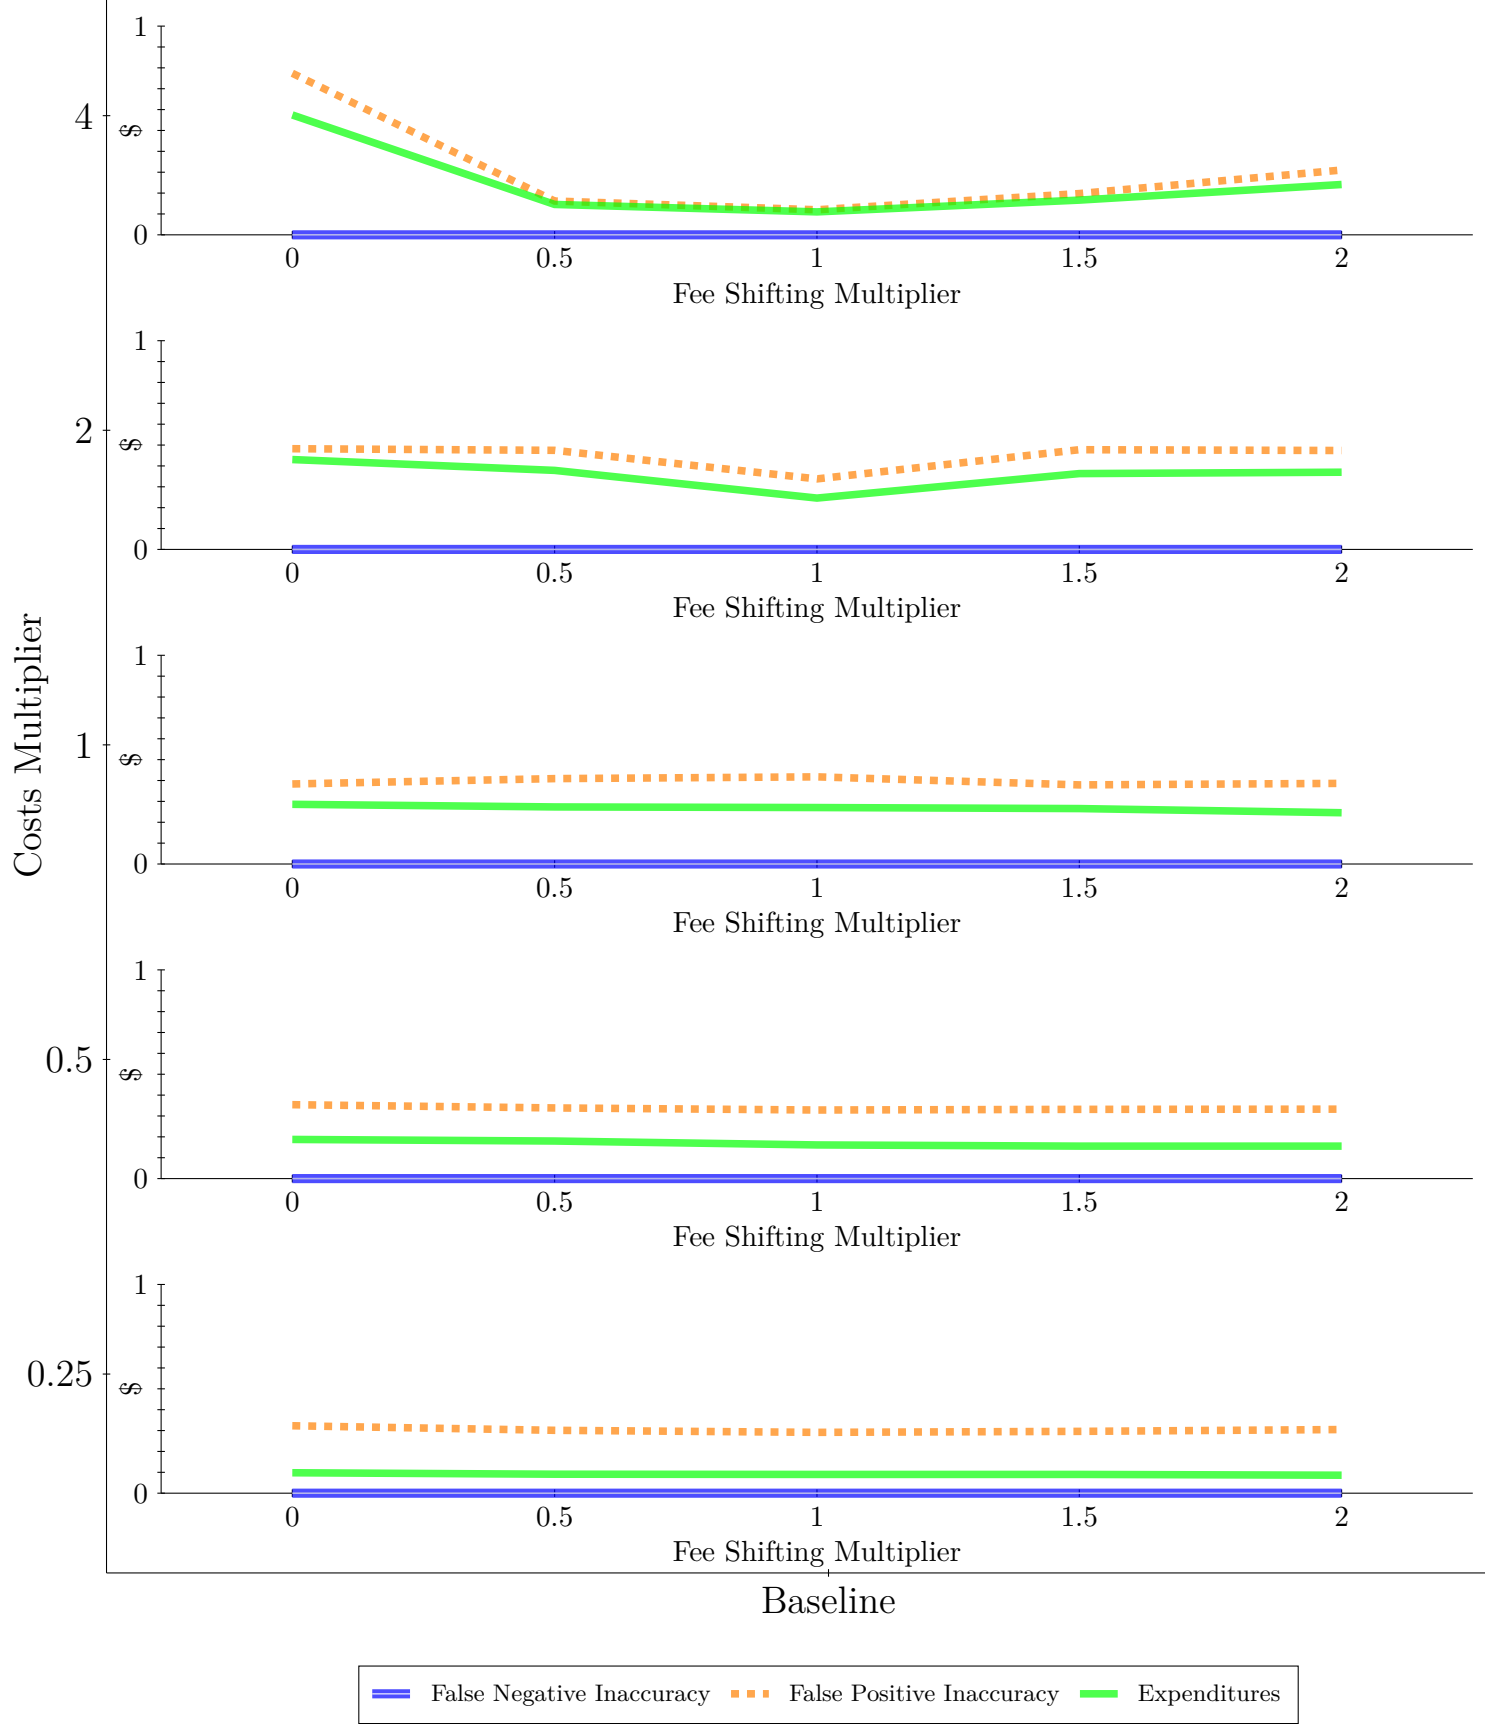 1
$
0
0 0.5 1 1.5 2
Fee Shifting Multiplier
4
1
$
0
0 0.5 1 1.5 2
Fee Shifting Multiplier
2
1
$
0
0 0.5 1 1.5 2
Fee Shifting Multiplier
1
Costs Multiplier
1
$
0
0 0.5 1 1.5 2
Fee Shifting Multiplier
0.5
1
$
0
0 0.5 1 1.5 2
Fee Shifting Multiplier
0.25
Baseline
False Negative Inaccuracy False Positive Inaccuracy Expenditures